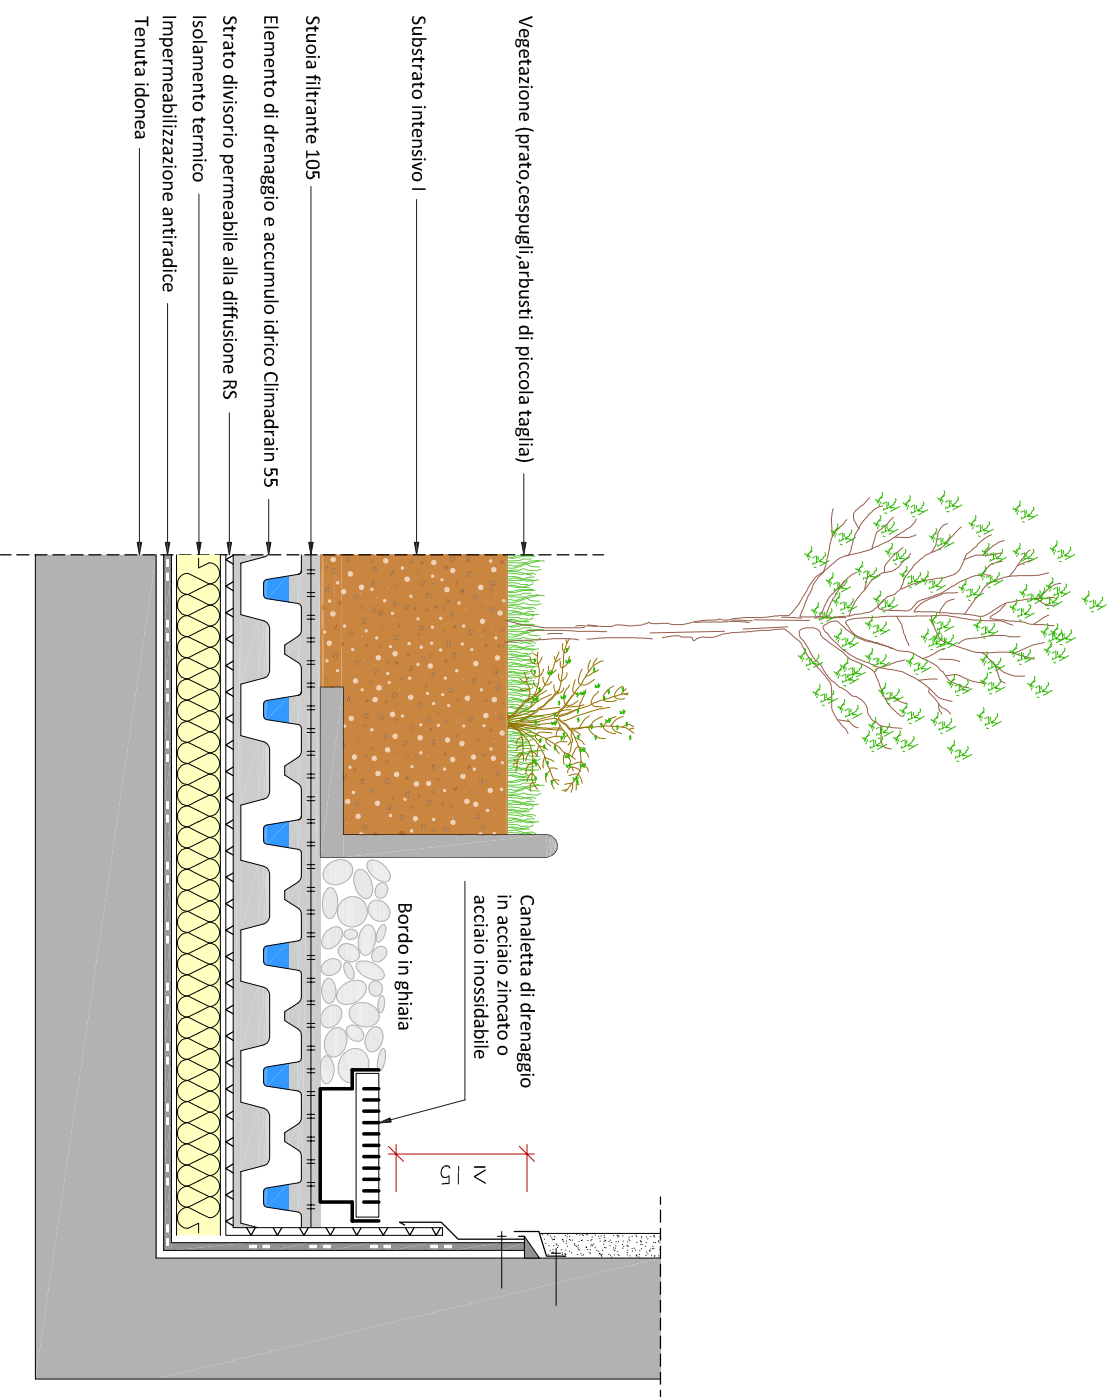 Vegetazione (prato,cespugli,arbusti di piccola taglia)
Substrato intensivo I
Stuoia filtrante 105
Elemento di drenaggio e accumulo idrico Climadrain 55
Strato divisorio permeabile alla diffusione RS
Isolamento termico
Impermeabilizzazione antiradice
Tenuta idonea
Canaletta di drenaggio
in acciaio zincato o
acciaio inossidabile
Bordo in ghiaia
≥ 15